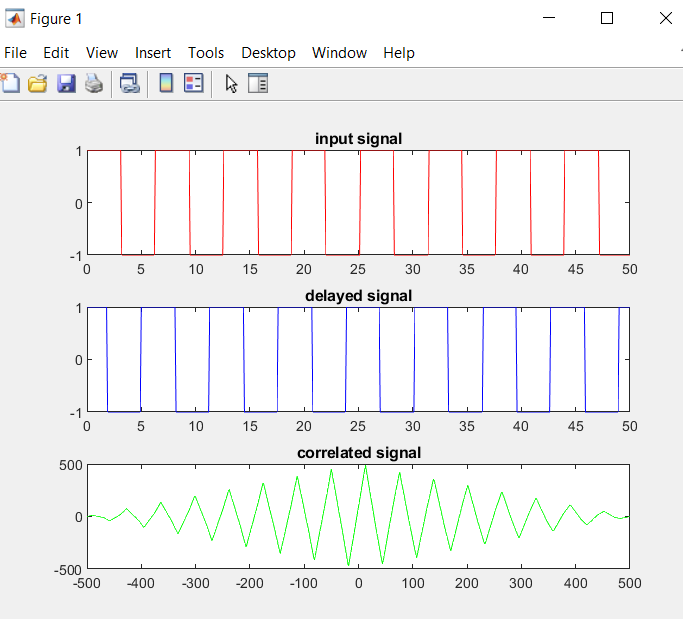 Figure 1
File Edit View Insert Tools Desktop Window Help
input signal
1
0
-1
0 5 10 15 20 25 30 35 40 45 50
delayed signal
1
0
-1
0 5 10 15 20 25 30 35 40 45 50
correlated signal
500
0
-500
-500 -400 -300 -200 -100 0 100 200 300 400 500